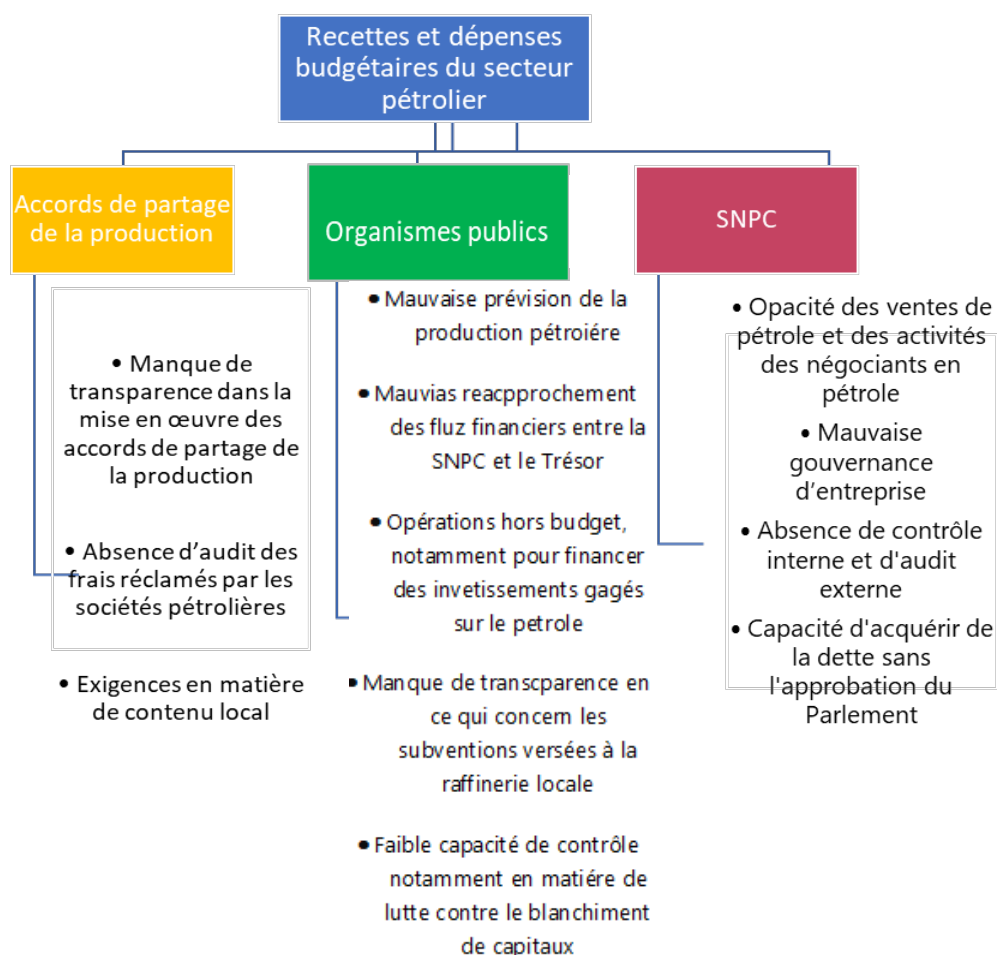 Recettes et dépenses
budgétaires du secteur
pétrolier
Accords de partage
de la production
• Manque de
transparence dans la
mise en œuvre des
accords de partage de
la production
• Absence d’audit des
frais réclamés par les
sociétés pétrolières
• Exigences en matière
de contenu local
Organismes publics
• Mauvaise prévision de la
production pétroiére
• Mauvias reacpprochement
des fluz financiers entre la
SNPC et le Trésor
• Opérations hors budget,
notamment pour financer
des invetissements gagés
sur le petrole
• Manque de transcparence en
ce qui concern les
subventions versées à la
raffinerie locale
• Faible capacité de contrôle
notamment en matiére de
lutte contre le blanchiment
de capitaux
SNPC
• Opacité des ventes de
pétrole et des activités
des négociants en
pétrole
• Mauvaise
gouvernance
d’entreprise
• Absence de contrôle
interne et d'audit
externe
• Capacité d'acquérir de
la dette sans
l'approbation du
Parlement